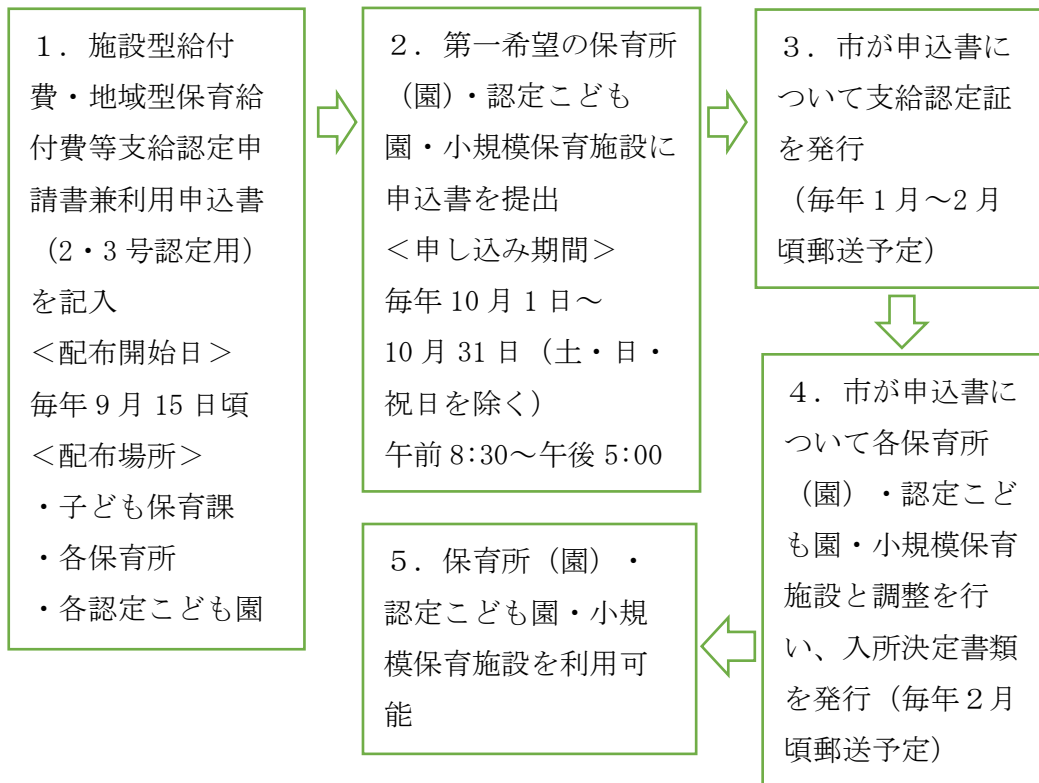 １．施設型給付
費・地域型保育給
付費等支給認定申
請書兼利用申込書
（2・3 号認定用）
を記入
＜配布開始日＞
毎年 9 月 15 日頃
＜配布場所＞
・子ども保育課
・各保育所
・各認定こども園
２．第一希望の保育所
（園）・認定こども
園・小規模保育施設に
申込書を提出
＜申し込み期間＞
毎年 10 月 1 日～
10 月 31 日（土・日・
祝日を除く）
午前 8:30～午後 5:00
３．市が申込書に
ついて支給認定証
を発行
（毎年 1 月～2 月
頃郵送予定）
４．市が申込書に
ついて各保育所
（園）・認定こど
も園・小規模保育
施設と調整を行
い、入所決定書類
を発行（毎年２月
頃郵送予定）
５．保育所（園）・
認定こども園・小規
模保育施設を利用可
能